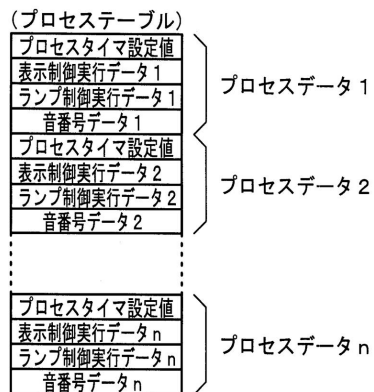 (プロセステーブル)
プロセスタイマ設定値
表示制御実行データ1
ランプ制御実行データ1
音番号データ1
プロセスデータ1
プロセスタイマ設定値
表示制御実行データ2
ランプ制御実行データ2
音番号データ2
プロセスデータ2
プロセスタイマ設定値
表示制御実行データn
ランプ制御実行データn
音番号データn
プロセスデータn